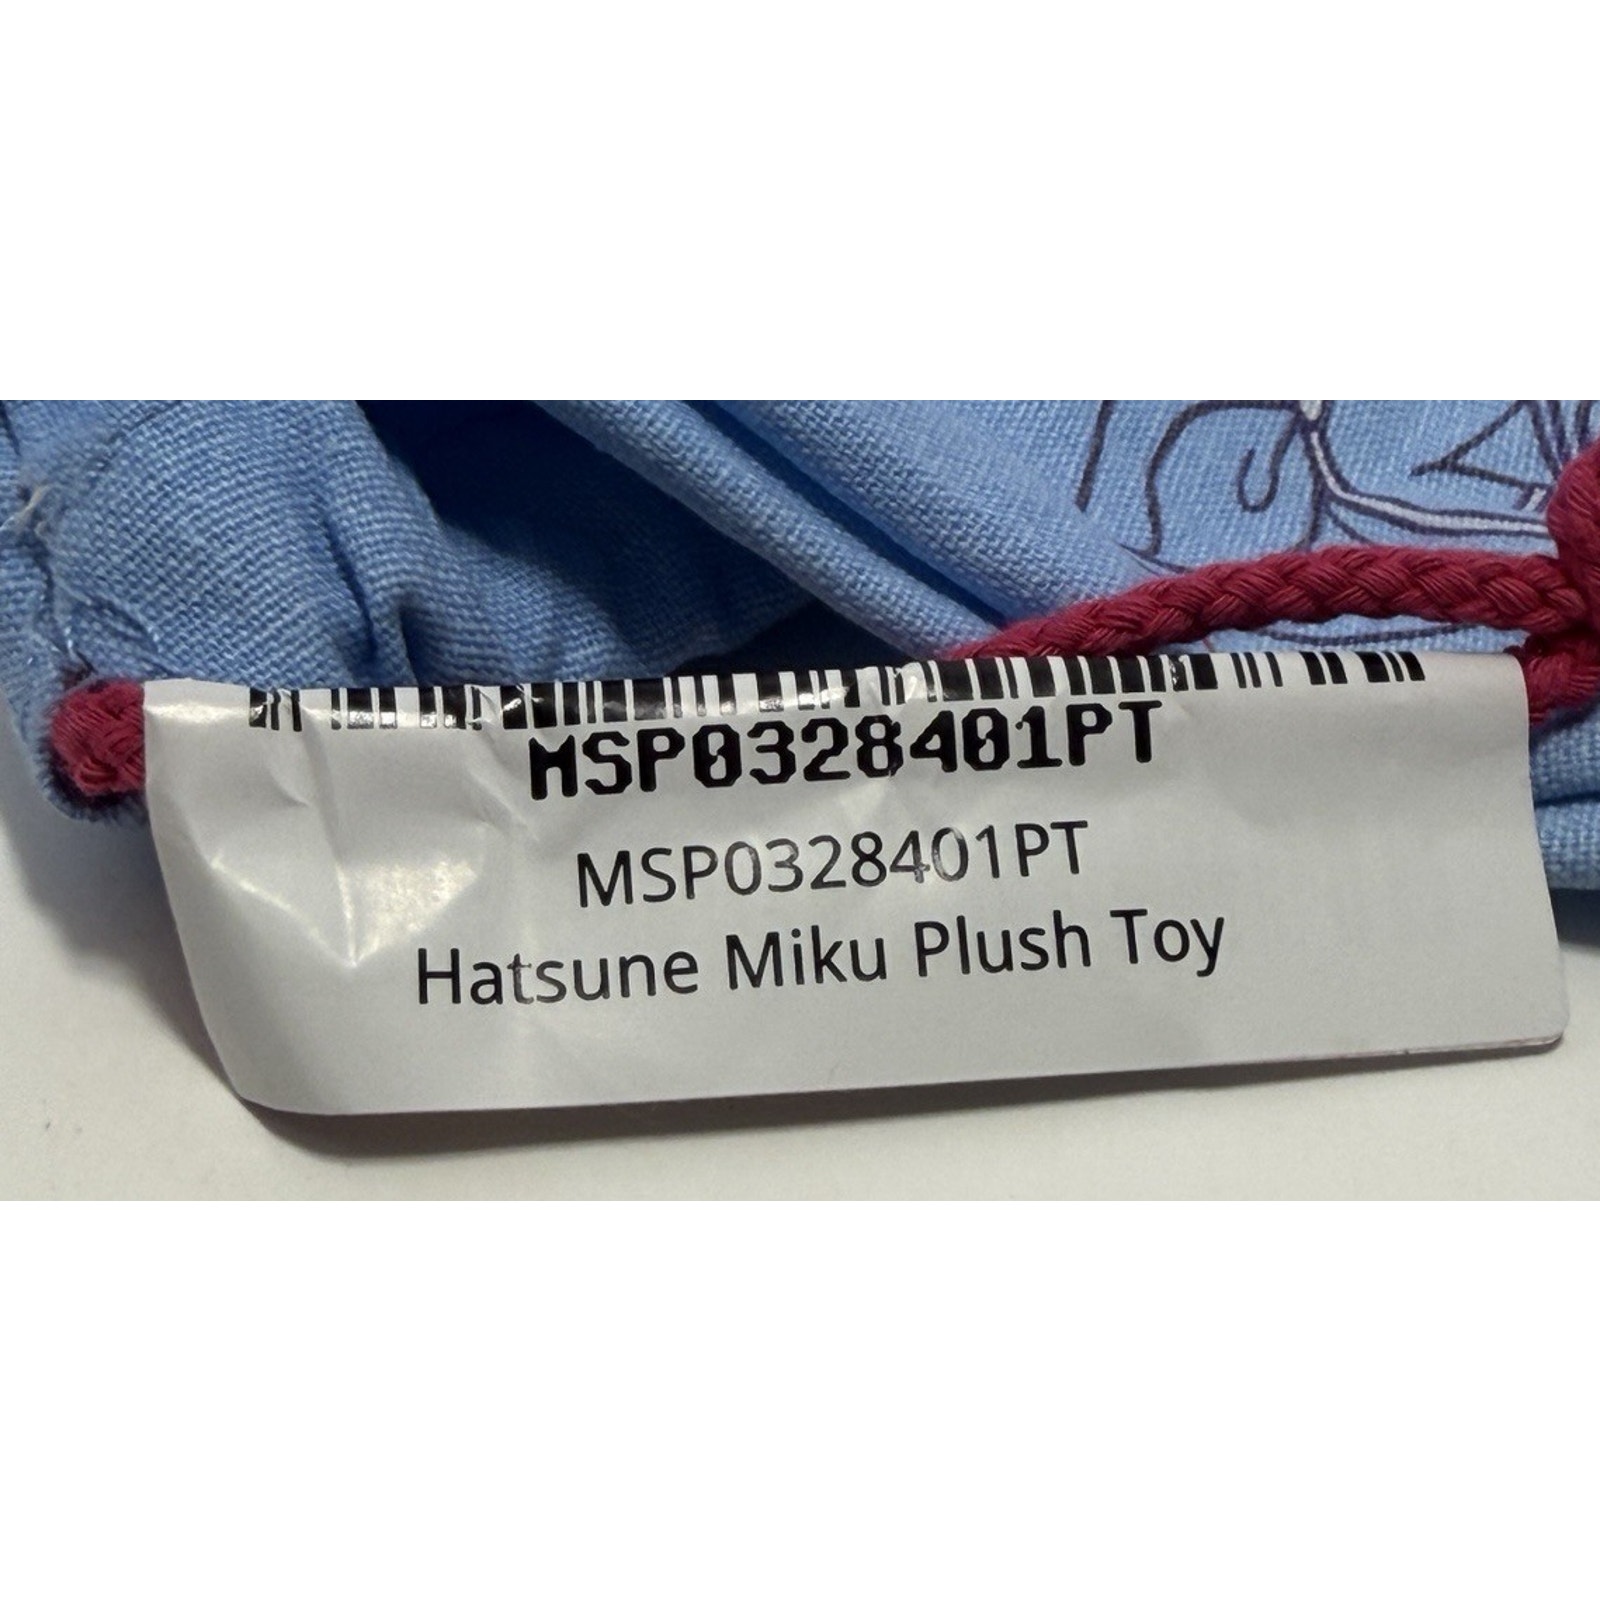 MSP0328401PT
MSP0328401PT
Hatsune Miku Plush Toy